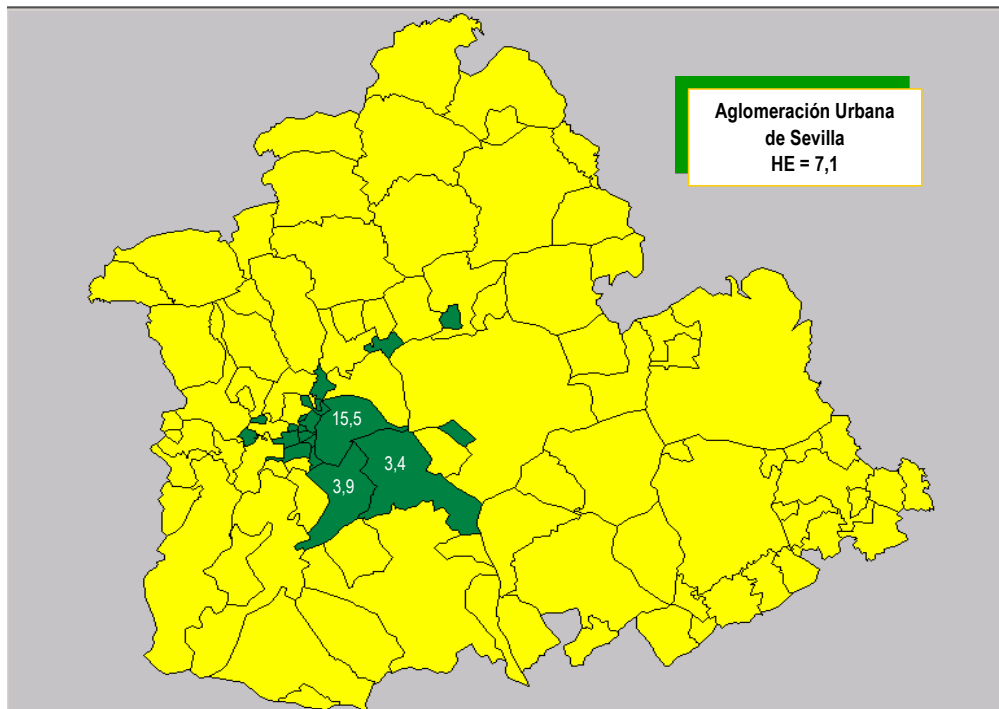 Aglomeración Urbana
de Sevilla
HE = 7,1
15,5
3,4
3,9